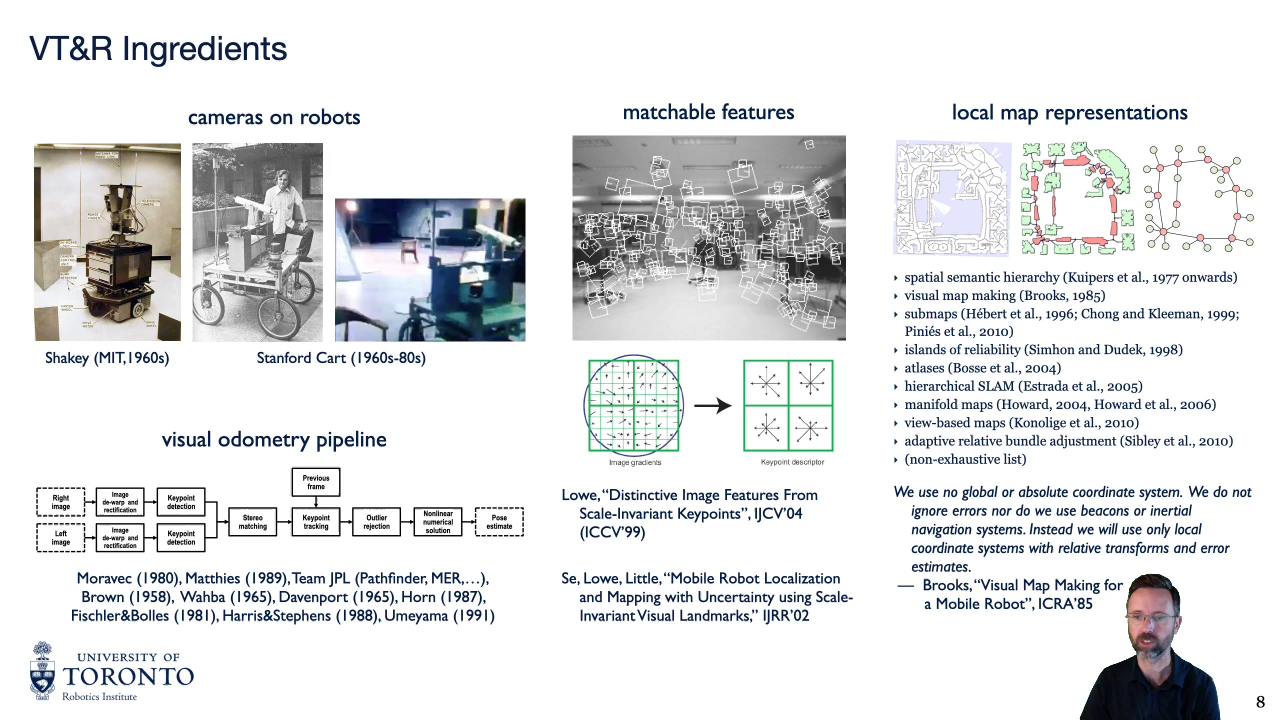 VT&R Ingredients
cameras on robots
Shakey (MIT,1960s)
Stanford Cart (1960s-80s)
visual odometry pipeline
Right image
Image de-warp and rectification
Keypoint detection
Left image
Image de-warp and rectification
Keypoint detection
Stereo matching
Previous frame
Keypoint tracking
Outlier rejection
Nonlinear numerical solution
Pose estimate
Moravec (1980), Matthies (1989), Team JPL (Pathfinder, MER,…),
Brown (1958), Wahba (1965), Davenport (1965), Horn (1987),
Fischler&Bolles (1981), Harris&Stephens (1988), Umeyama (1991)
matchable features
Image gradients
Keypoint descriptor
Lowe, “Distinctive Image Features From
Scale-Invariant Keypoints”, IJCV’04
(ICCV’99)
Se, Lowe, Little, “Mobile Robot Localization
and Mapping with Uncertainty using Scale-
Invariant Visual Landmarks,” IJRR’02
local map representations
‣ spatial semantic hierarchy (Kuipers et al., 1977 onwards)
‣ visual map making (Brooks, 1985)
‣ submaps (Hébert et al., 1996; Chong and Kleeman, 1999;
Piniés et al., 2010)
‣ islands of reliability (Simhon and Dudek, 1998)
‣ atlases (Bosse et al., 2004)
‣ hierarchical SLAM (Estrada et al., 2005)
‣ manifold maps (Howard, 2004, Howard et al., 2006)
‣ view-based maps (Konolige et al., 2010)
‣ adaptive relative bundle adjustment (Sibley et al., 2010)
‣ (non-exhaustive list)
We use no global or absolute coordinate system. We do not
ignore errors nor do we use beacons or inertial
navigation systems. Instead we will use only local
coordinate systems with relative transforms and error
estimates.
— Brooks, “Visual Map Making for
a Mobile Robot”, ICRA’85
UNIVERSITY OF
TORONTO
Robotics Institute
8